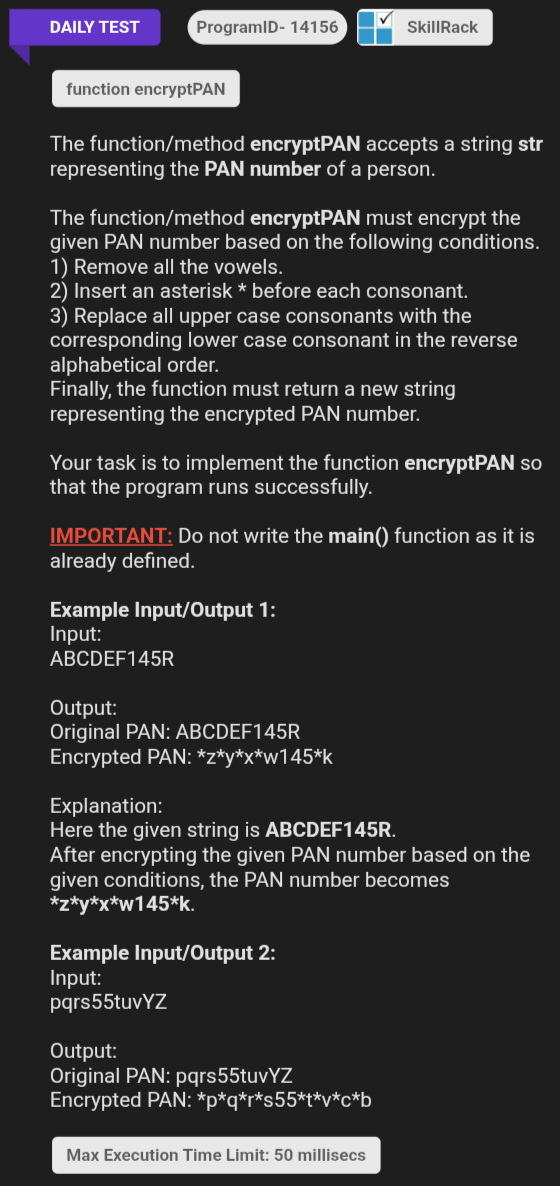 DAILY TEST
ProgramID- 14156
SkillRack
function encryptPAN
The function/method encryptPAN accepts a string str
representing the PAN number of a person.
The function/method encryptPAN must encrypt the
given PAN number based on the following conditions.
1) Remove all the vowels.
2) Insert an asterisk * before each consonant.
3) Replace all upper case consonants with the
corresponding lower case consonant in the reverse
alphabetical order.
Finally, the function must return a new string
representing the encrypted PAN number.
Your task is to implement the function encryptPAN so
that the program runs successfully.
IMPORTANT: Do not write the main() function as it is
already defined.
Example Input/Output 1:
Input:
ABCDEF145R
Output:
Original PAN: ABCDEF145R
Encrypted PAN: *z*y*x*w145*k
Explanation:
Here the given string is ABCDEF145R.
After encrypting the given PAN number based on the
given conditions, the PAN number becomes
*z*y*x*w145*k.
Example Input/Output 2:
Input:
pqrs55tuvYZ
Output:
Original PAN: pqrs55tuvYZ
Encrypted PAN: *p*q*r*s55*t*v*c*b
Max Execution Time Limit: 50 millisecs